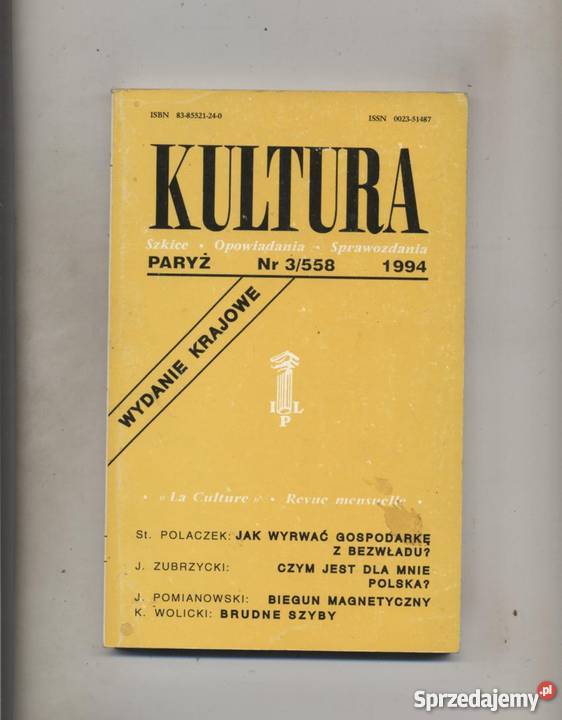 ISBN 83-85521-24-0 ISSN 0023-51487
KULTURA
Szkice • Opowiadania • Sprawozdania
PARYŻ Nr 3/558 1994
WYDANIE KRAJOWE
I L
P
• «La Culture» • Revue mensuelle •
St. POLACZEK: JAK WYRWAĆ GOSPODARKĘ
Z BEZWŁADU?
J. ZUBRZYCKI: CZYM JEST DLA MNIE
POLSKA?
J. POMIANOWSKI: BIEGUN MAGNETYCZNY
K. WOLICKI: BRUDNE SZYBY
Sprzedajemy.pl